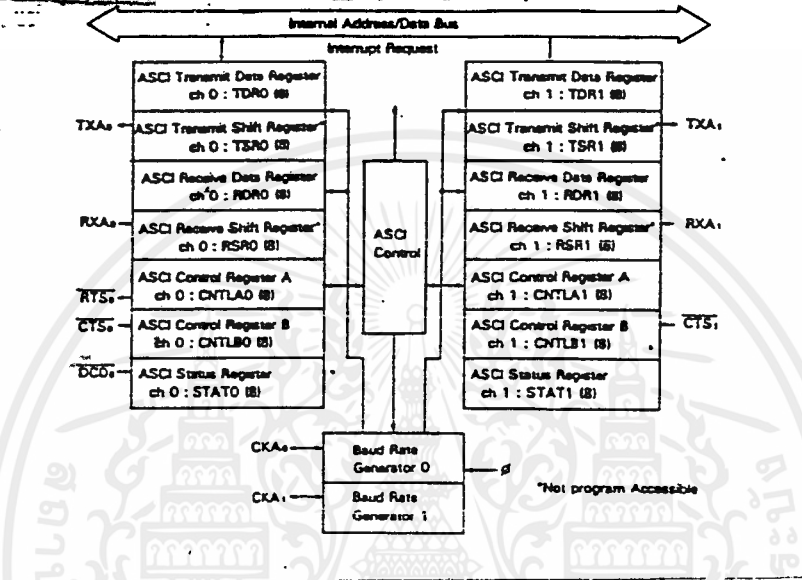 Internal Address/Data Bus
Interrupt Request
ASCI Transmit Data Register
ch 0 : TDR0 (8)
TXA₀
ASCI Transmit Shift Register*
ch 0 : TSR0 (8)
ASCI Receive Data Register
ch 0 : RDR0 (8)
RXA₀
ASCI Receive Shift Register*
ch 0 : RSR0 (8)
RTS₀
ASCI Control Register A
ch 0 : CNTLA0 (8)
CTS₀
ASCI Control Register B
ch 0 : CNTLB0 (8)
DCD₀
ASCI Status Register
ch 0 : STAT0 (8)
ASCI
Control
ASCI Transmit Data Register
ch 1 : TDR1 (8)
ASCI Transmit Shift Register*
ch 1 : TSR1 (8)
TXA₁
ASCI Receive Data Register
ch 1 : RDR1 (8)
ASCI Receive Shift Register*
ch 1 : RSR1 (8)
RXA₁
ASCI Control Register A
ch 1 : CNTLA1 (8)
ASCI Control Register B
ch 1 : CNTLB1 (8)
CTS₁
ASCI Status Register
ch 1 : STAT1 (8)
CKA₀
Baud Rate
Generator 0
ø
CKA₁
Baud Rate
Generator 1
*Not program Accessible